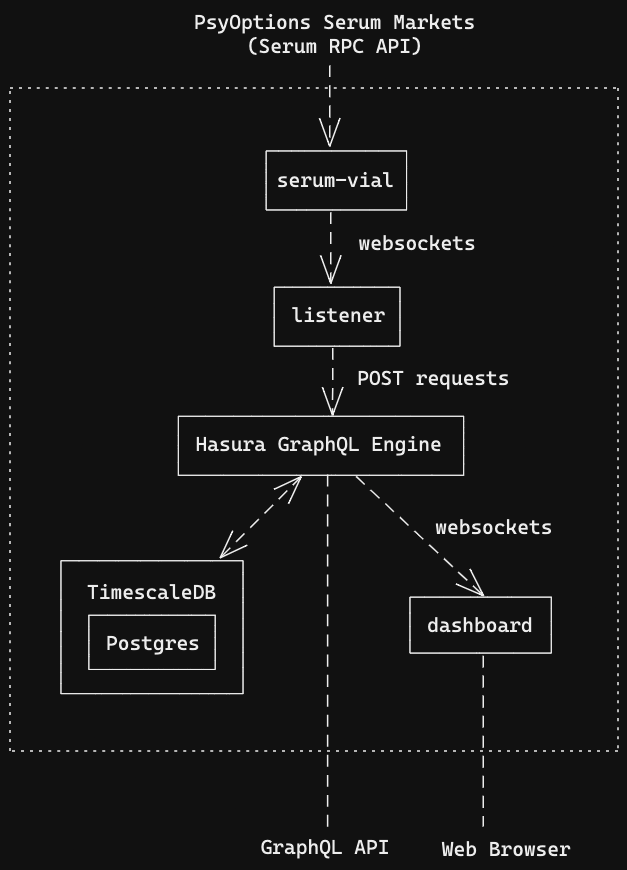 PsyOptions Serum Markets
(Serum RPC API)
serum-vial
websockets
listener
POST requests
Hasura GraphQL Engine
websockets
TimescaleDB
Postgres
dashboard
GraphQL API
Web Browser